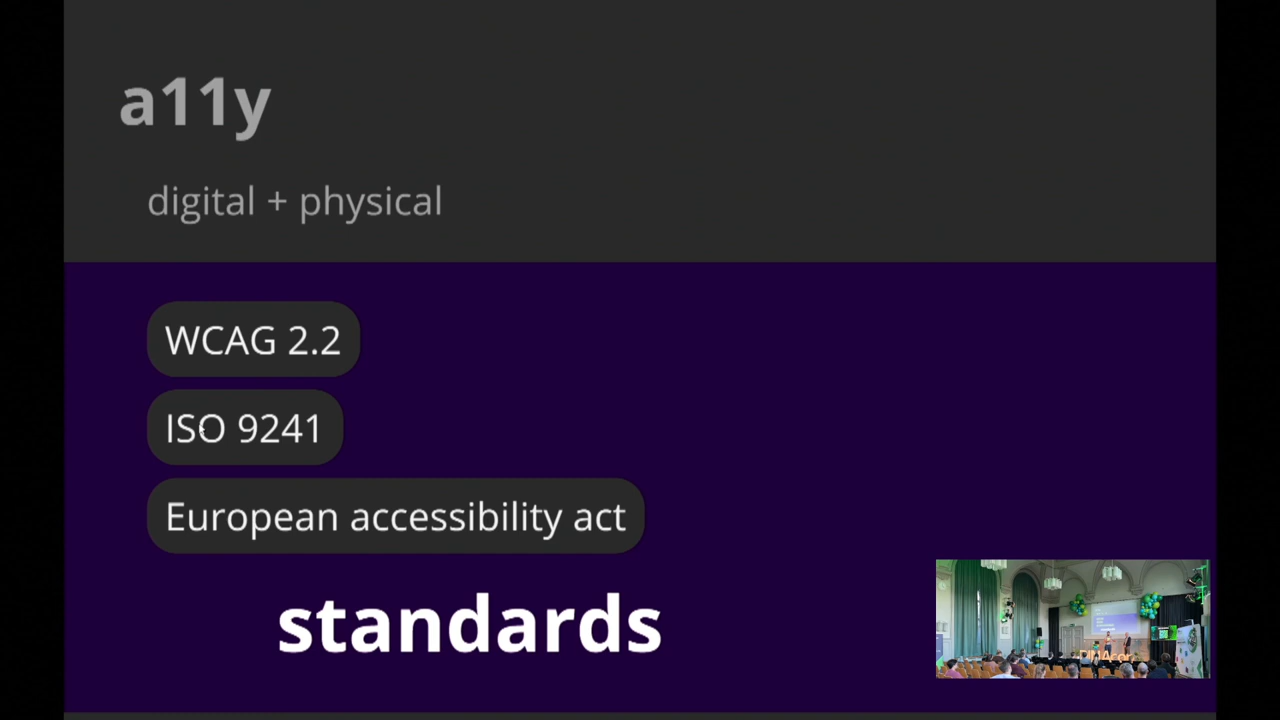 a11y
digital + physical
WCAG 2.2
ISO 9241
European accessibility act
standards